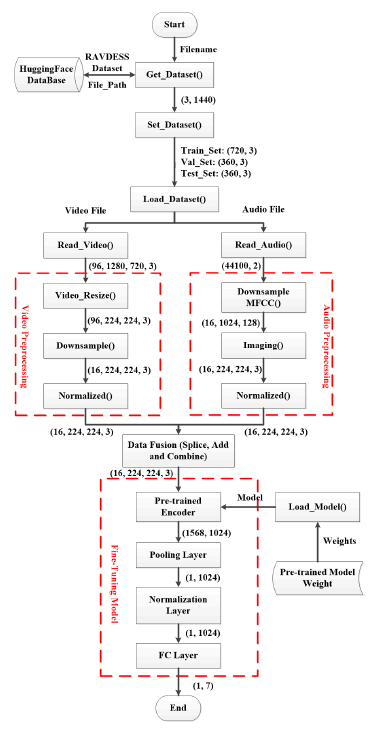 Start
Filename
RAVDESS
Dataset
File_Path
HuggingFace
DataBase
Get_Dataset()
(3, 1440)
Set_Dataset()
Train_Set: (720, 3)
Val_Set: (360, 3)
Test_Set: (360, 3)
Load_Dataset()
Video File
Audio File
Read_Video()
Read_Audio()
(96, 1280, 720, 3)
(44100, 2)
Video Preprocessing
Video_Resize()
(96, 224, 224, 3)
Downsample()
(16, 224, 224, 3)
Normalized()
Audio Preprocessing
Downsample
MFCC()
(16, 1024, 128)
Imaging()
(16, 224, 224, 3)
Normalized()
(16, 224, 224, 3)
(16, 224, 224, 3)
Data Fusion (Splice, Add
and Combine)
(16, 224, 224, 3)
Fine-Tuning Model
Pre-trained
Encoder
Model
Load_Model()
Weights
Pre-trained Model
Weight
(1568, 1024)
Pooling Layer
(1, 1024)
Normalization
Layer
(1, 1024)
FC Layer
(1, 7)
End